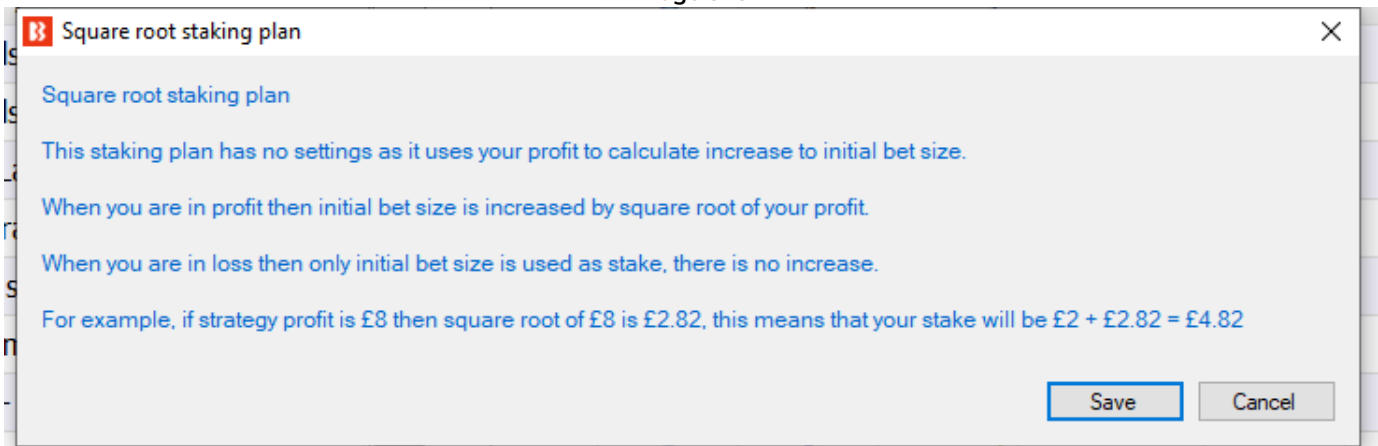 Square root staking plan
Square root staking plan
This staking plan has no settings as it uses your profit to calculate increase to initial bet size.
When you are in profit then initial bet size is increased by square root of your profit.
When you are in loss then only initial bet size is used as stake, there is no increase.
For example, if strategy profit is £8 then square root of £8 is £2.82, this means that your stake will be £2 + £2.82 = £4.82
Save Cancel